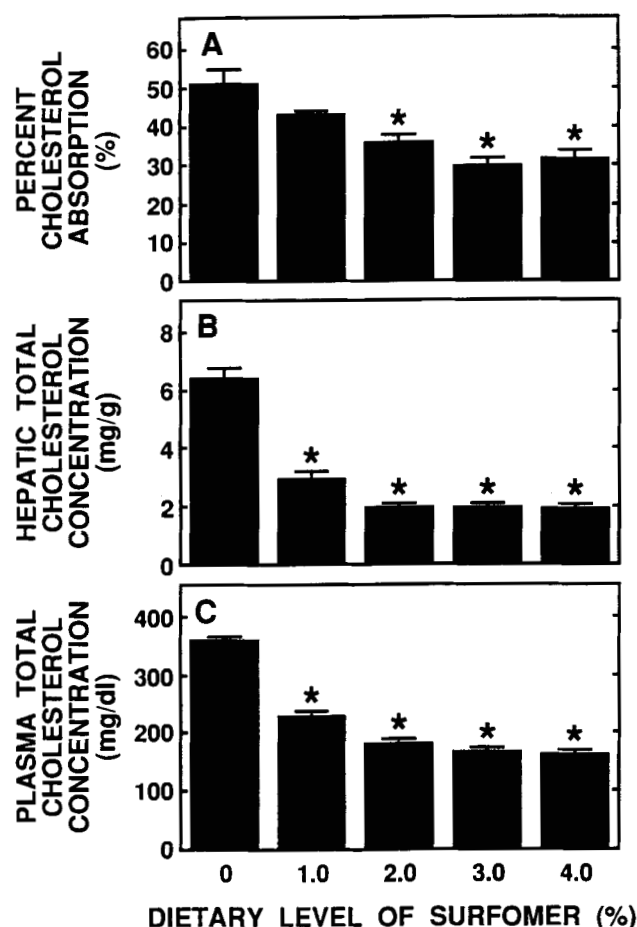 A
PERCENT
CHOLESTEROL
ABSORPTION
(%)
60
50
40
30
20
10
0
*
*
*
B
HEPATIC TOTAL
CHOLESTEROL
CONCENTRATION
(mg/g)
8
6
4
2
0
*
*
*
*
C
PLASMA TOTAL
CHOLESTEROL
CONCENTRATION
(mg/dl)
400
300
200
100
0
*
*
*
*
0 1.0 2.0 3.0 4.0
DIETARY LEVEL OF SURFOMER (%)